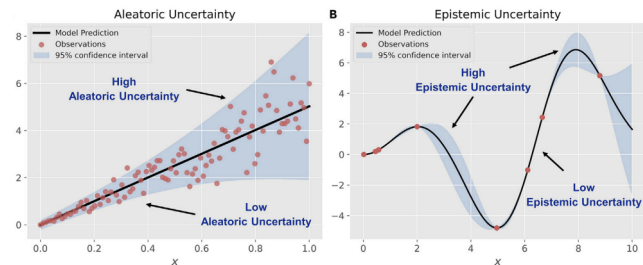 Aleatoric Uncertainty
Model Prediction
Observations
95% confidence interval
High
Aleatoric Uncertainty
Low
Aleatoric Uncertainty
8
6
4
2
0
0.0 0.2 0.4 0.6 0.8 1.0
x
B
Epistemic Uncertainty
Model Prediction
Observations
95% confidence interval
High
Epistemic Uncertainty
Low
Epistemic Uncertainty
8
6
4
2
0
−2
−4
0 2 4 6 8 10
x